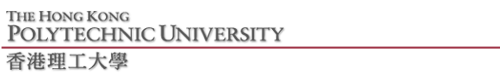 THE HONG KONG
POLYTECHNIC UNIVERSITY
香港理工大學